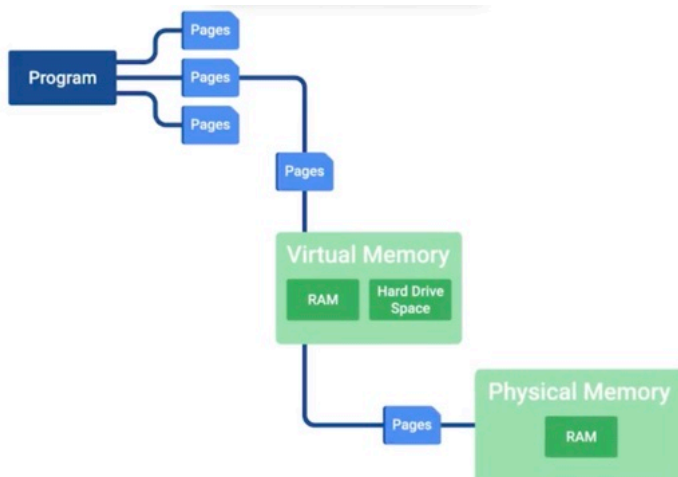 Pages
Program
Pages
Pages
Pages
Virtual Memory
RAM
Hard Drive
Space
Physical Memory
Pages
RAM